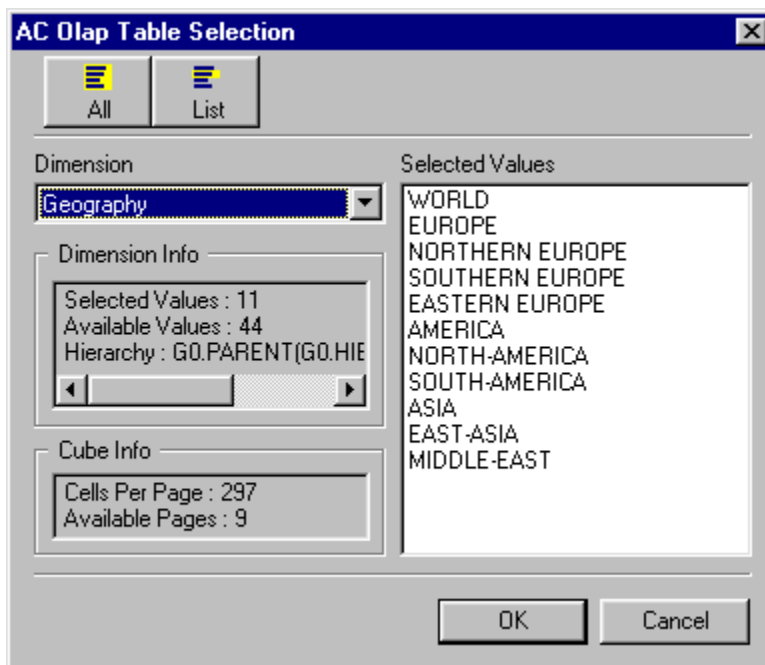 AC Olap Table Selection
All
List
Dimension
Geography
Dimension Info
Selected Values : 11
Available Values : 44
Hierarchy : G0.PARENT(G0.HIE
Cube Info
Cells Per Page : 297
Available Pages : 9
Selected Values
WORLD
EUROPE
NORTHERN EUROPE
SOUTHERN EUROPE
EASTERN EUROPE
AMERICA
NORTH-AMERICA
SOUTH-AMERICA
ASIA
EAST-ASIA
MIDDLE-EAST
OK
Cancel